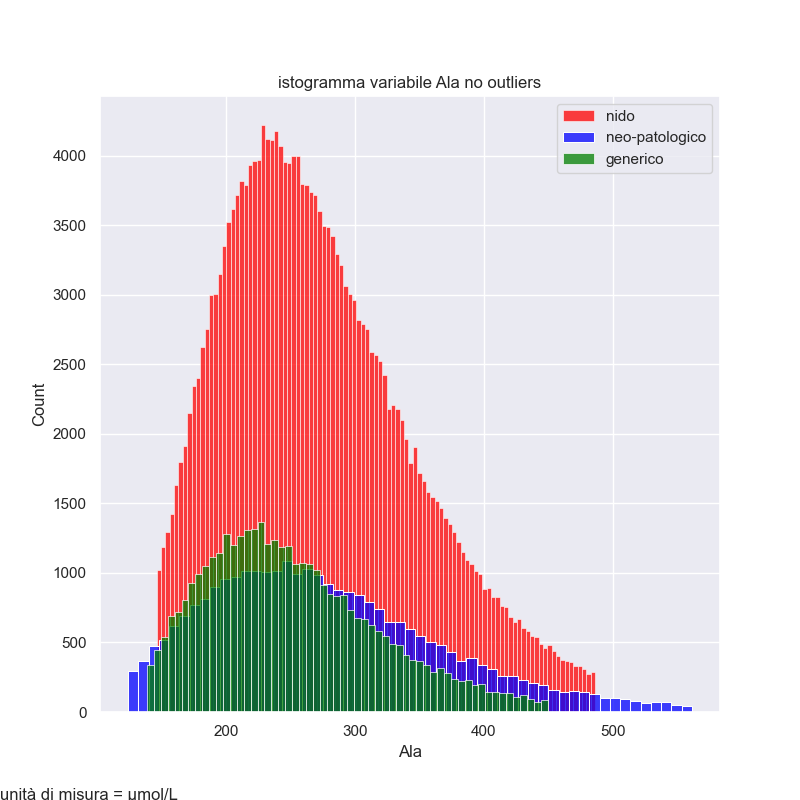 istogramma variabile Ala no outliers
nido
neo-patologico
generico
4000
3500
3000
2500
2000
1500
1000
500
0
Count
200
300
400
500
Ala
unità di misura = μmol/L